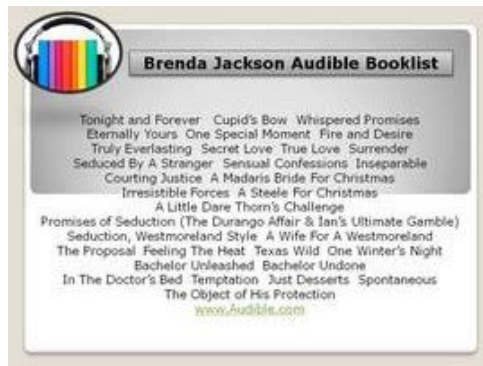 Brenda Jackson Audible Booklist
Tonight and Forever Cupid's Bow Whispered Promises
Eternally Yours One Special Moment Fire and Desire
Truly Everlasting Secret Love True Love Surrender
Seduced By A Stranger Sensual Confessions Inseparable
Courting Justice A Madaris Bride For Christmas
Irresistible Forces A Steele For Christmas
A Little Dare Thorn's Challenge
Promises of Seduction (The Durango Affair & Ian's Ultimate Gamble)
Seduction, Westmoreland Style A Wife For A Westmoreland
The Proposal Feeling The Heat Texas Wild One Winter's Night
Bachelor Unleashed Bachelor Undone
In The Doctor's Bed Temptation Just Desserts Spontaneous
The Object of His Protection
www.Audible.com